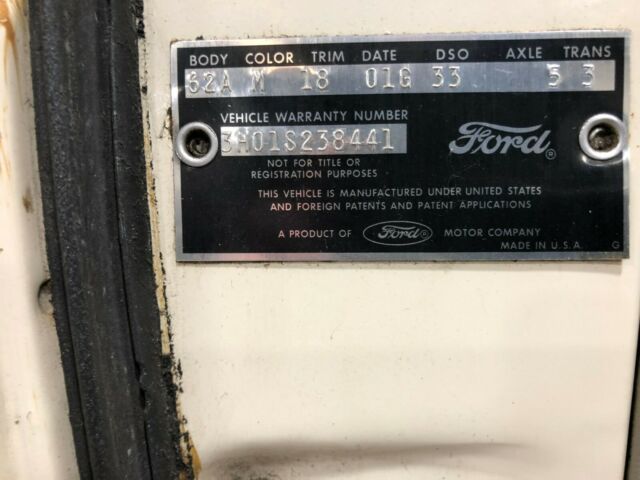 BODY COLOR TRIM DATE DSO AXLE TRANS
62A M 18 01G 33 5 3
VEHICLE WARRANTY NUMBER
3H01S238441
Ford®
NOT FOR TITLE OR
REGISTRATION PURPOSES
THIS VEHICLE IS MANUFACTURED UNDER UNITED STATES
AND FOREIGN PATENTS AND PATENT APPLICATIONS
A PRODUCT OF Ford® MOTOR COMPANY
MADE IN U.S.A. G